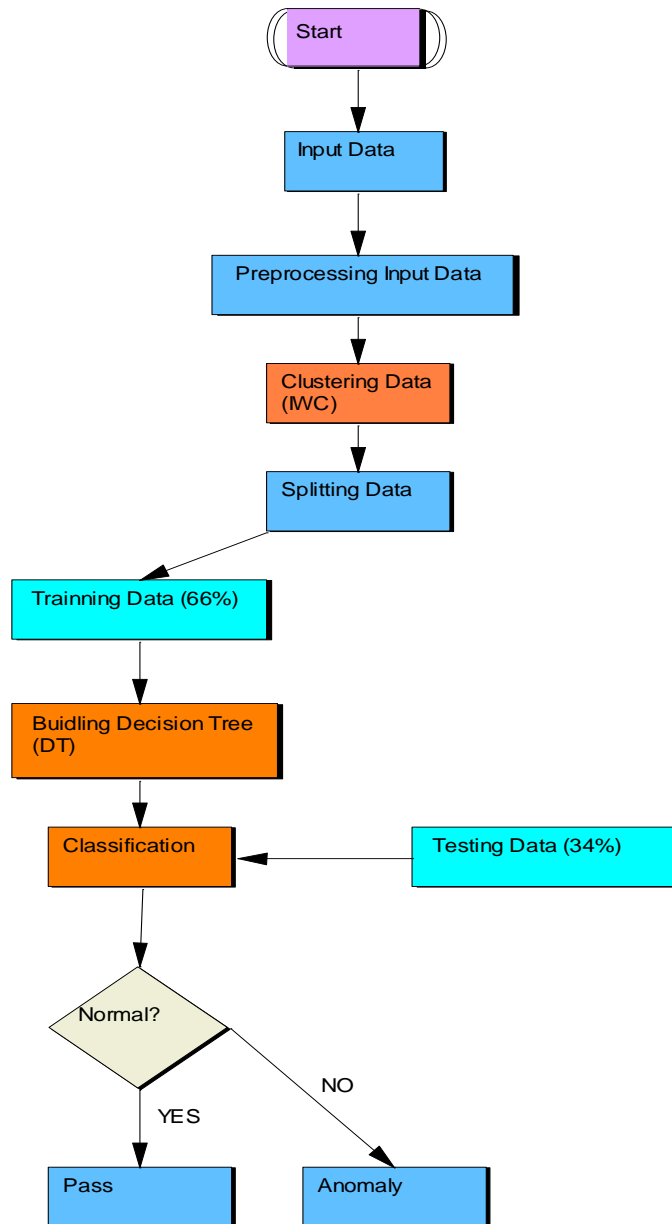 Start
Input Data
Preprocessing Input Data
Clustering Data
(IWC)
Splitting Data
Trainning Data (66%)
Buidling Decision Tree
(DT)
Classification
Testing Data (34%)
Normal?
NO
YES
Pass
Anomaly